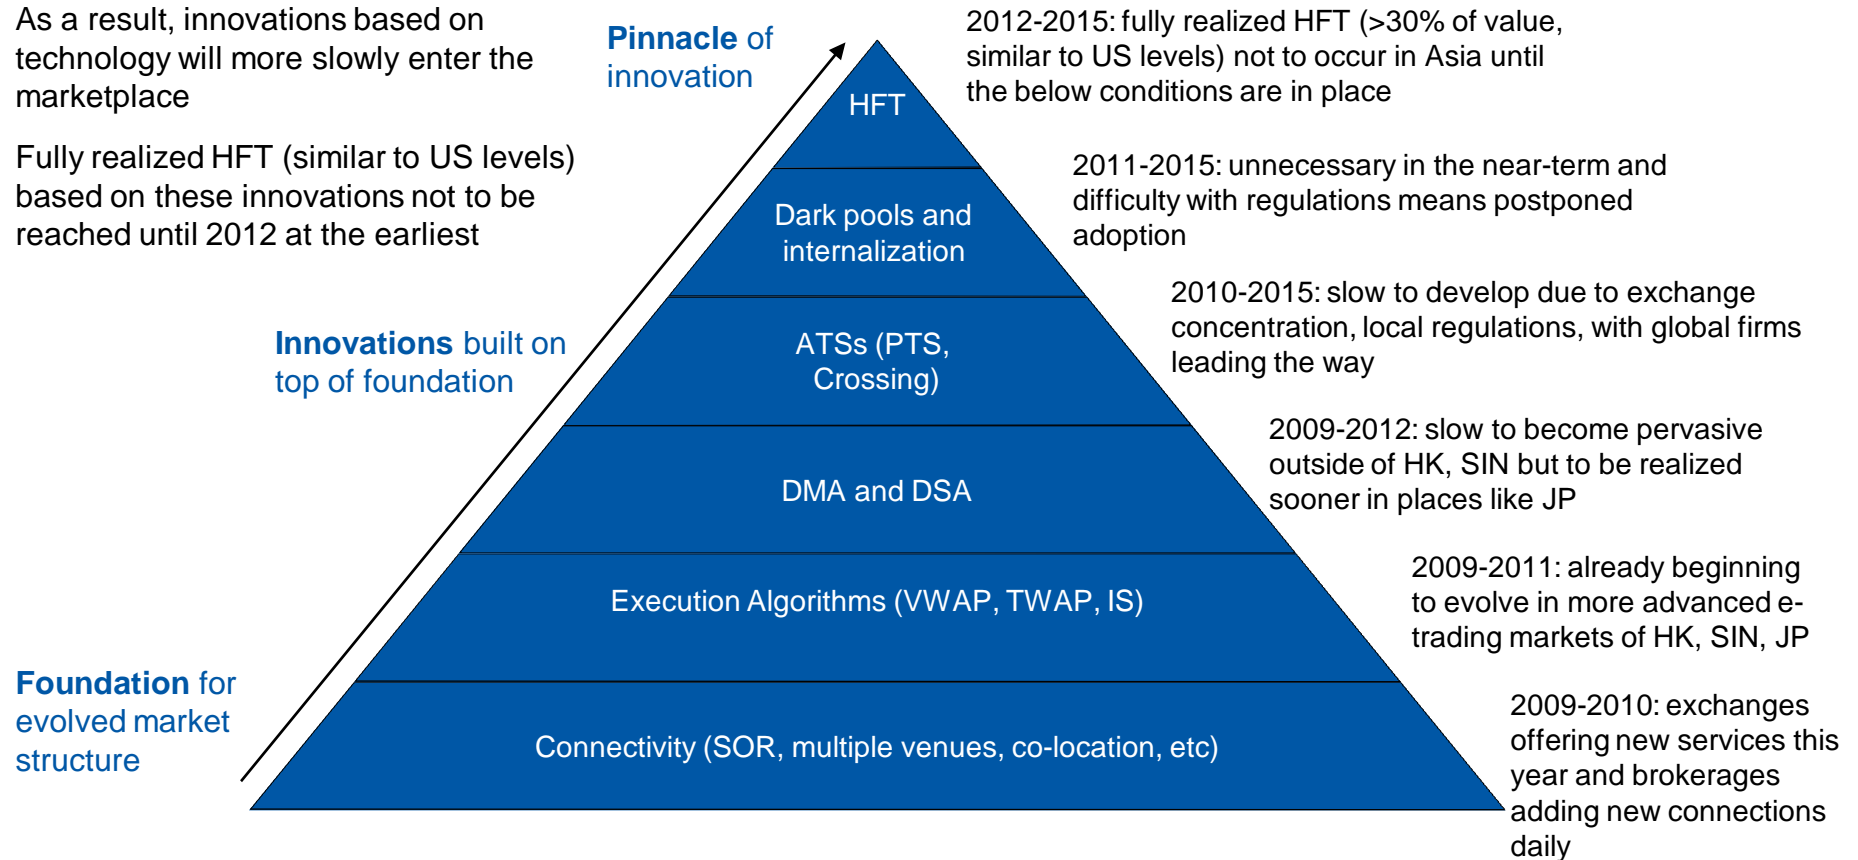 As a result, innovations based on
technology will more slowly enter the
marketplace
Fully realized HFT (similar to US levels)
based on these innovations not to be
reached until 2012 at the earliest
Pinnacle of
innovation
Innovations built on
top of foundation
Foundation for
evolved market
structure
HFT
Dark pools and
internalization
ATSs (PTS,
Crossing)
DMA and DSA
Execution Algorithms (VWAP, TWAP, IS)
Connectivity (SOR, multiple venues, co-location, etc)
2012-2015: fully realized HFT (>30% of value,
similar to US levels) not to occur in Asia until
the below conditions are in place
2011-2015: unnecessary in the near-term and
difficulty with regulations means postponed
adoption
2010-2015: slow to develop due to exchange
concentration, local regulations, with global firms
leading the way
2009-2012: slow to become pervasive
outside of HK, SIN but to be realized
sooner in places like JP
2009-2011: already beginning
to evolve in more advanced e-
trading markets of HK, SIN, JP
2009-2010: exchanges
offering new services this
year and brokerages
adding new connections
daily